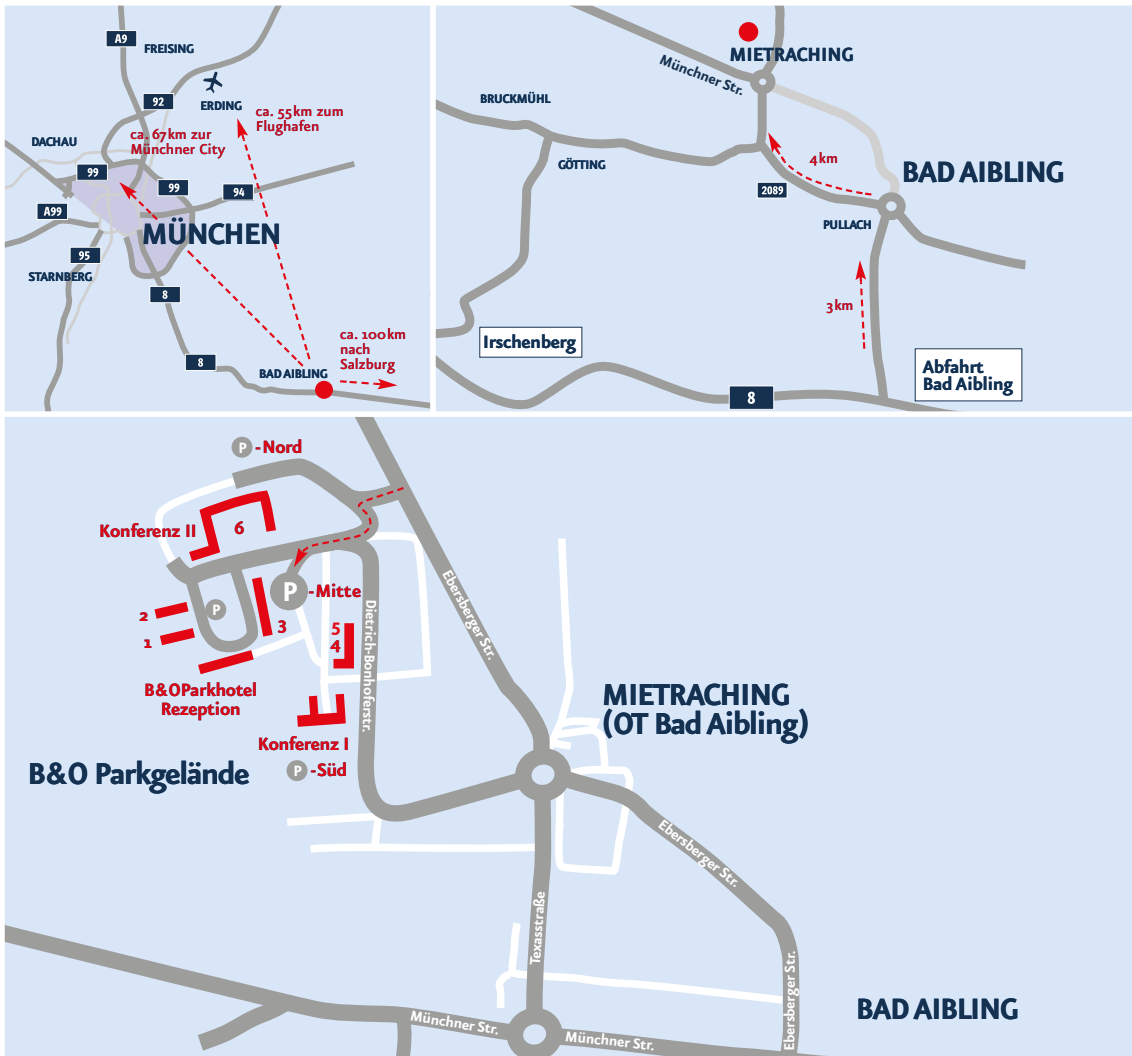 A9
FREISING
92
ERDING
ca. 55km zum
Flughafen
ca. 67km zur
Münchner City
DACHAU
99
99
94
A99
MÜNCHEN
95
STARNBERG
8
8
ca. 100km
nach
Salzburg
BAD AIBLING
MIETRACHING
Münchner Str.
BRUCKMÜHL
GÖTTING
4km
BAD AIBLING
2089
PULLACH
3km
Irschenberg
Abfahrt
Bad Aibling
8
P -Nord
Konferenz II
6
P -Mitte
P
2
1
3
5
4
Ebersberger Str.
Dietrich-Bonhoferstr.
B&OParkhotel
Rezeption
Konferenz I
P -Süd
B&O Parkgelände
MIETRACHING
(OT Bad Aibling)
Ebersberger Str.
Texasstraße
Ebersberger Str.
BAD AIBLING
Münchner Str.
Münchner Str.